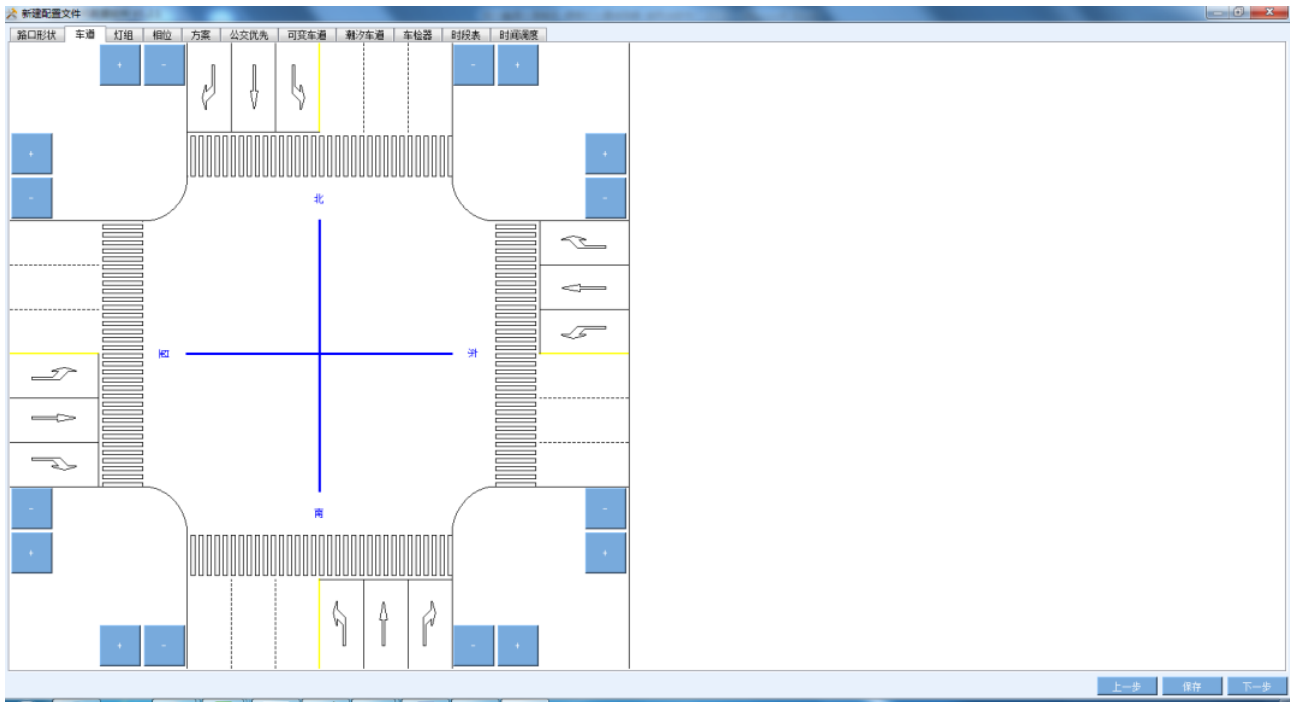 新建配置文件
路口形状 车道 灯组 相位 方案 公交优先 可变车道 潮汐车道 车检器 时段表 时间调度
+ - - +
+ +
- -
北
西 东
南
- -
+ +
+ - - +
上一步 保存 下一步